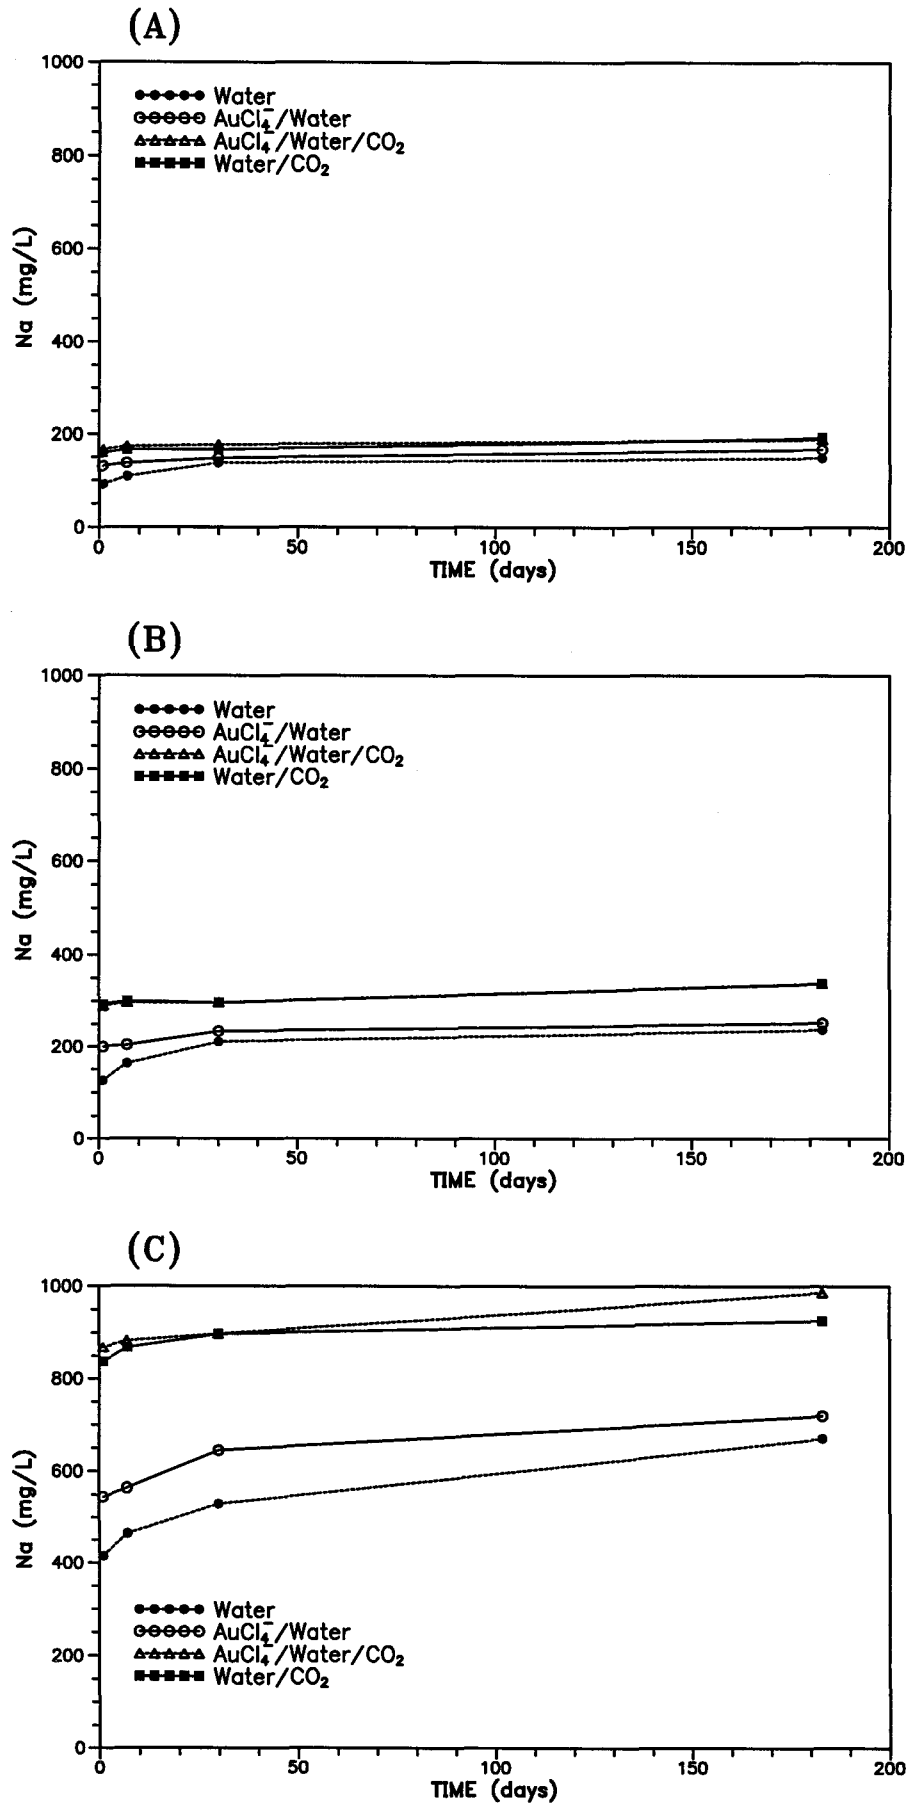 (A)
1000
800
600
400
200
0
Na (mg/L)
Water
AuCl₄⁻/Water
AuCl₄⁻/Water/CO₂
Water/CO₂
0 50 100 150 200
TIME (days)
(B)
1000
800
600
400
200
0
Na (mg/L)
Water
AuCl₄⁻/Water
AuCl₄⁻/Water/CO₂
Water/CO₂
0 50 100 150 200
TIME (days)
(C)
1000
800
600
400
200
0
Na (mg/L)
Water
AuCl₄⁻/Water
AuCl₄⁻/Water/CO₂
Water/CO₂
0 50 100 150 200
TIME (days)